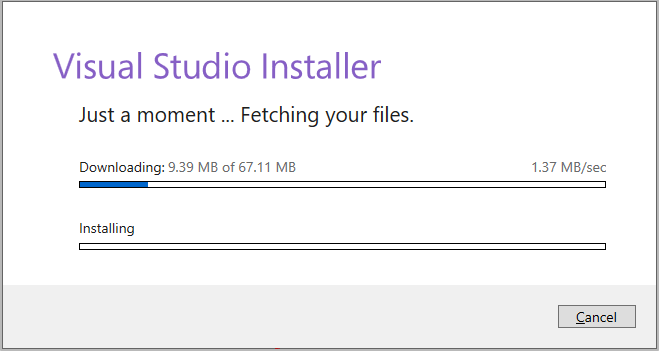 Visual Studio Installer
Just a moment ... Fetching your files.
Downloading: 9.39 MB of 67.11 MB 1.37 MB/sec
Installing
Cancel